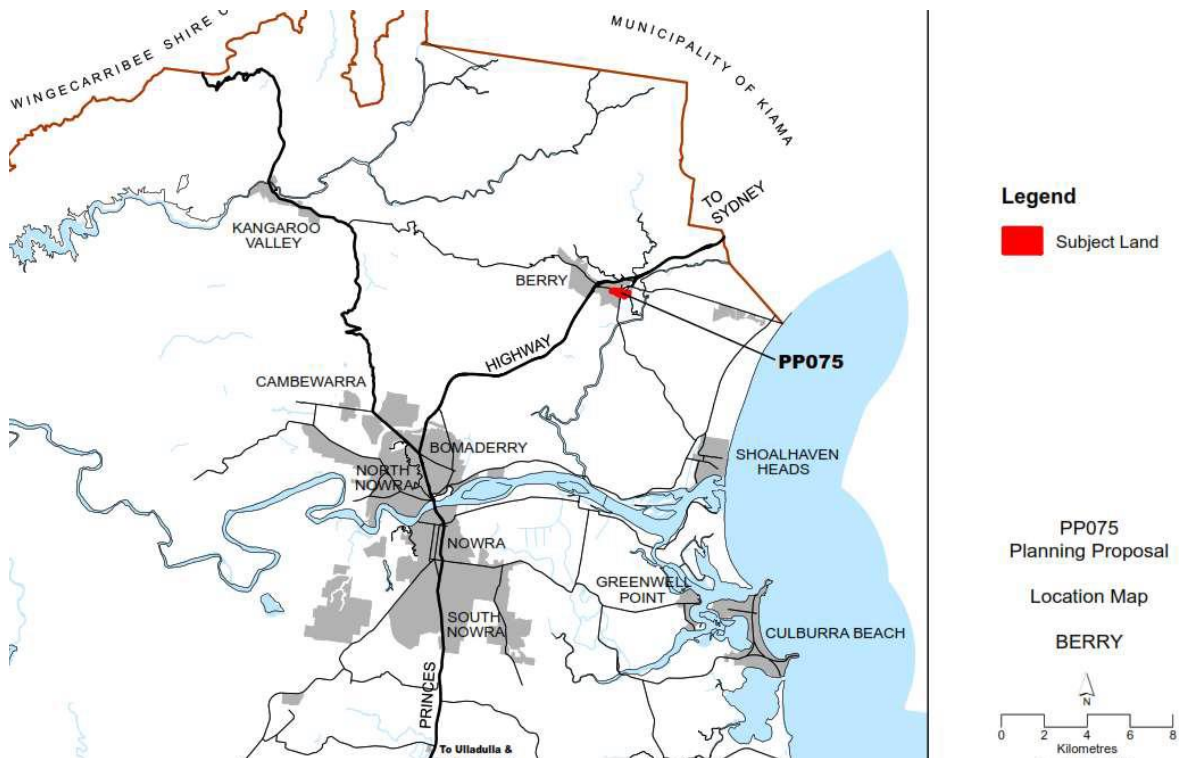 WINGECARRIBEE SHIRE C
MUNICIPALITY OF KIAMA
TO
SYDNEY
KANGAROO
VALLEY
BERRY
HIGHWAY
PP075
CAMBEWARRA
BOMADERRY
NORTH
NOWRA
SHOALHAVEN
HEADS
NOWRA
GREENWELL
POINT
SOUTH
NOWRA
CULBURRA BEACH
PRINCES
To Ulladulla &
Legend
Subject Land
PP075
Planning Proposal
Location Map
BERRY
N
0 2 4 6 8
Kilometres